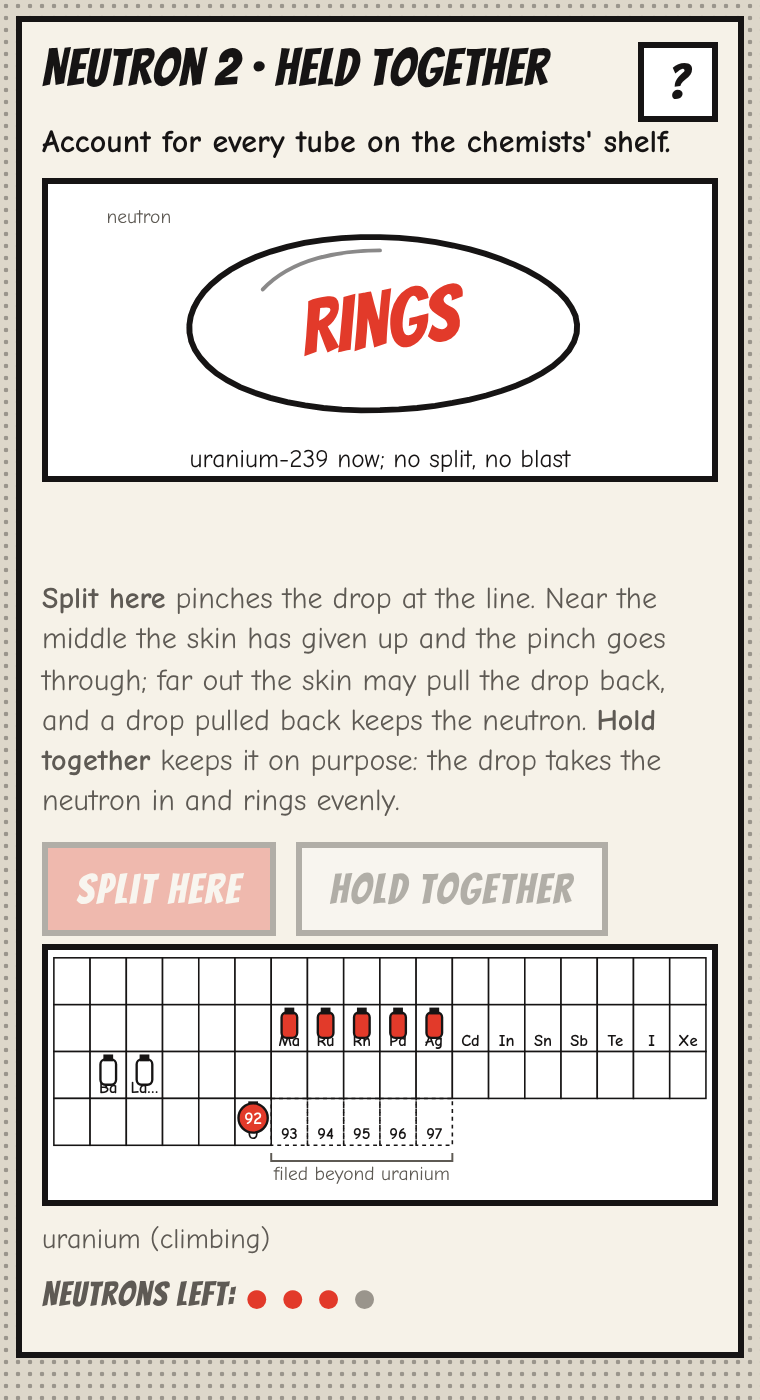 NEUTRON 2 • HELD TOGETHER
?
Account for every tube on the chemists' shelf.
neutron
RINGS
uranium-239 now; no split, no blast
Split here pinches the drop at the line. Near the
middle the skin has given up and the pinch goes
through; far out the skin may pull the drop back,
and a drop pulled back keeps the neutron. Hold
together keeps it on purpose: the drop takes the
neutron in and rings evenly.
SPLIT HERE HOLD TOGETHER
Ma Ru Rh Pd Ag Cd In Sn Sb Te I Xe
Ba La...
92 93 94 95 96 97
filed beyond uranium
uranium (climbing)
NEUTRONS LEFT: